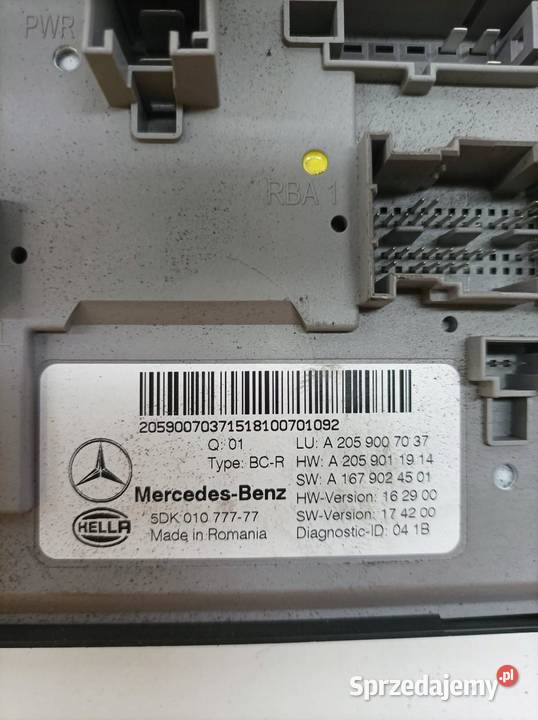 PWR
RBA 1
205900703715181007010​92
Q: 01
Type: BC-R
LU: A 205 900 70 37
HW: A 205 901 19 14
SW: A 167 902 45 01
HW-Version: 16 29 00
SW-Version: 17 42 00
Diagnostic-ID: 04 1B
Mercedes-Benz
HELLA
5DK 010 777-77
Made in Romania
Sprzedajemy.pl